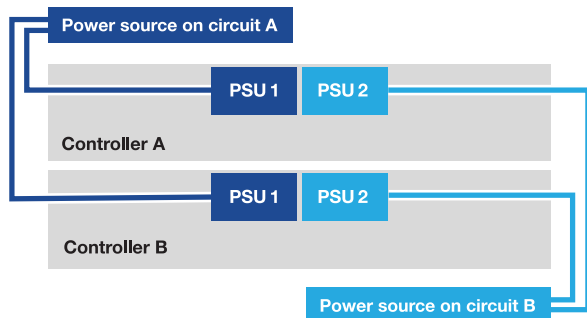 Power source on circuit A
PSU 1
PSU 2
Controller A
PSU 1
PSU 2
Controller B
Power source on circuit B